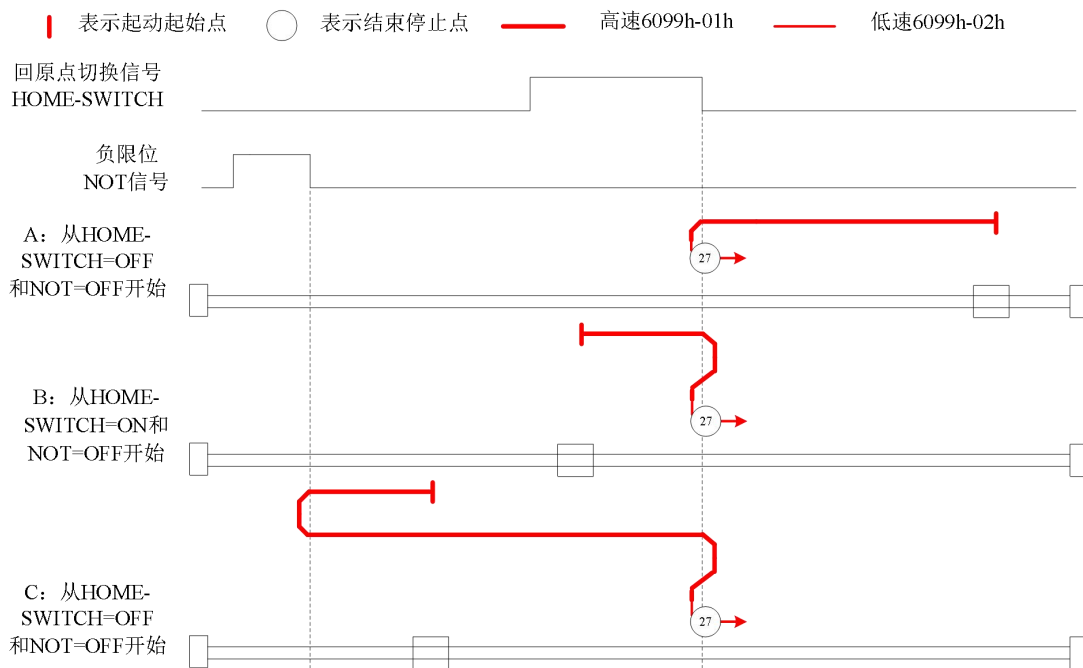 表示起动起始点 表示结束停止点 高速6099h-01h 低速6099h-02h
回原点切换信号
HOME-SWITCH
负限位
NOT信号
A：从HOME-
SWITCH=OFF
和NOT=OFF开始
27
B：从HOME-
SWITCH=ON和
NOT=OFF开始
27
C：从HOME-
SWITCH=OFF
和NOT=OFF开始
27